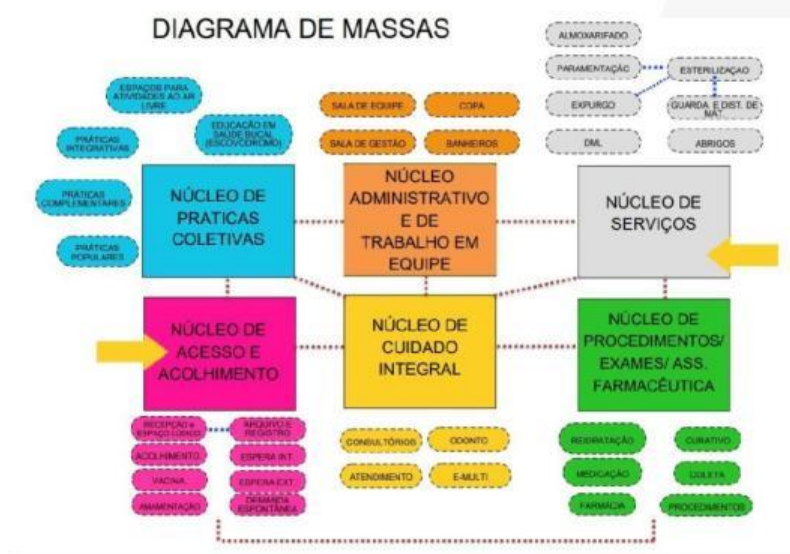 DIAGRAMA DE MASSAS
ALMOXARIFADO
PARAMENTAÇÃO
ESTERILIZAÇÃO
EXPURGO
GUARDA E DIST. DE
MAT.
DML
ABRIGOS
ESPAÇOS PARA
ATIVIDADES AO AR
LIVRE
PRÁTICAS
INTEGRATIVAS
EDUCAÇÃO EM
SAÚDE BUCAL
(ESCOVÓDROMO)
PRÁTICAS
COMPLEMENTARES
PRÁTICAS
POPULARES
SALA DE EQUIPE
COPA
SALA DE GESTÃO
BANHEIROS
NÚCLEO DE
PRATICAS
COLETIVAS
NÚCLEO
ADMINISTRATIVO
E DE
TRABALHO EM
EQUIPE
NÚCLEO DE
SERVIÇOS
NÚCLEO DE
ACESSO E
ACOLHIMENTO
NÚCLEO DE
CUIDADO
INTEGRAL
NÚCLEO DE
PROCEDIMENTOS/
EXAMES/ ASS.
FARMACÊUTICA
RECEPÇÃO e
ESPAÇO LÚDICO
ARQUIVO E
REGISTRO
ACOLHIMENTO
ESPERA INT.
VACINA
ESPERA EXT
AMAMENTAÇÃO
DEMANDA
ESPONTÂNEA
CONSULTÓRIOS
ODONTO
ATENDIMENTO
E-MULTI
REIDRATAÇÃO
CURATIVO
MEDICAÇÃO
COLETA
FARMÁCIA
PROCEDIMENTOS